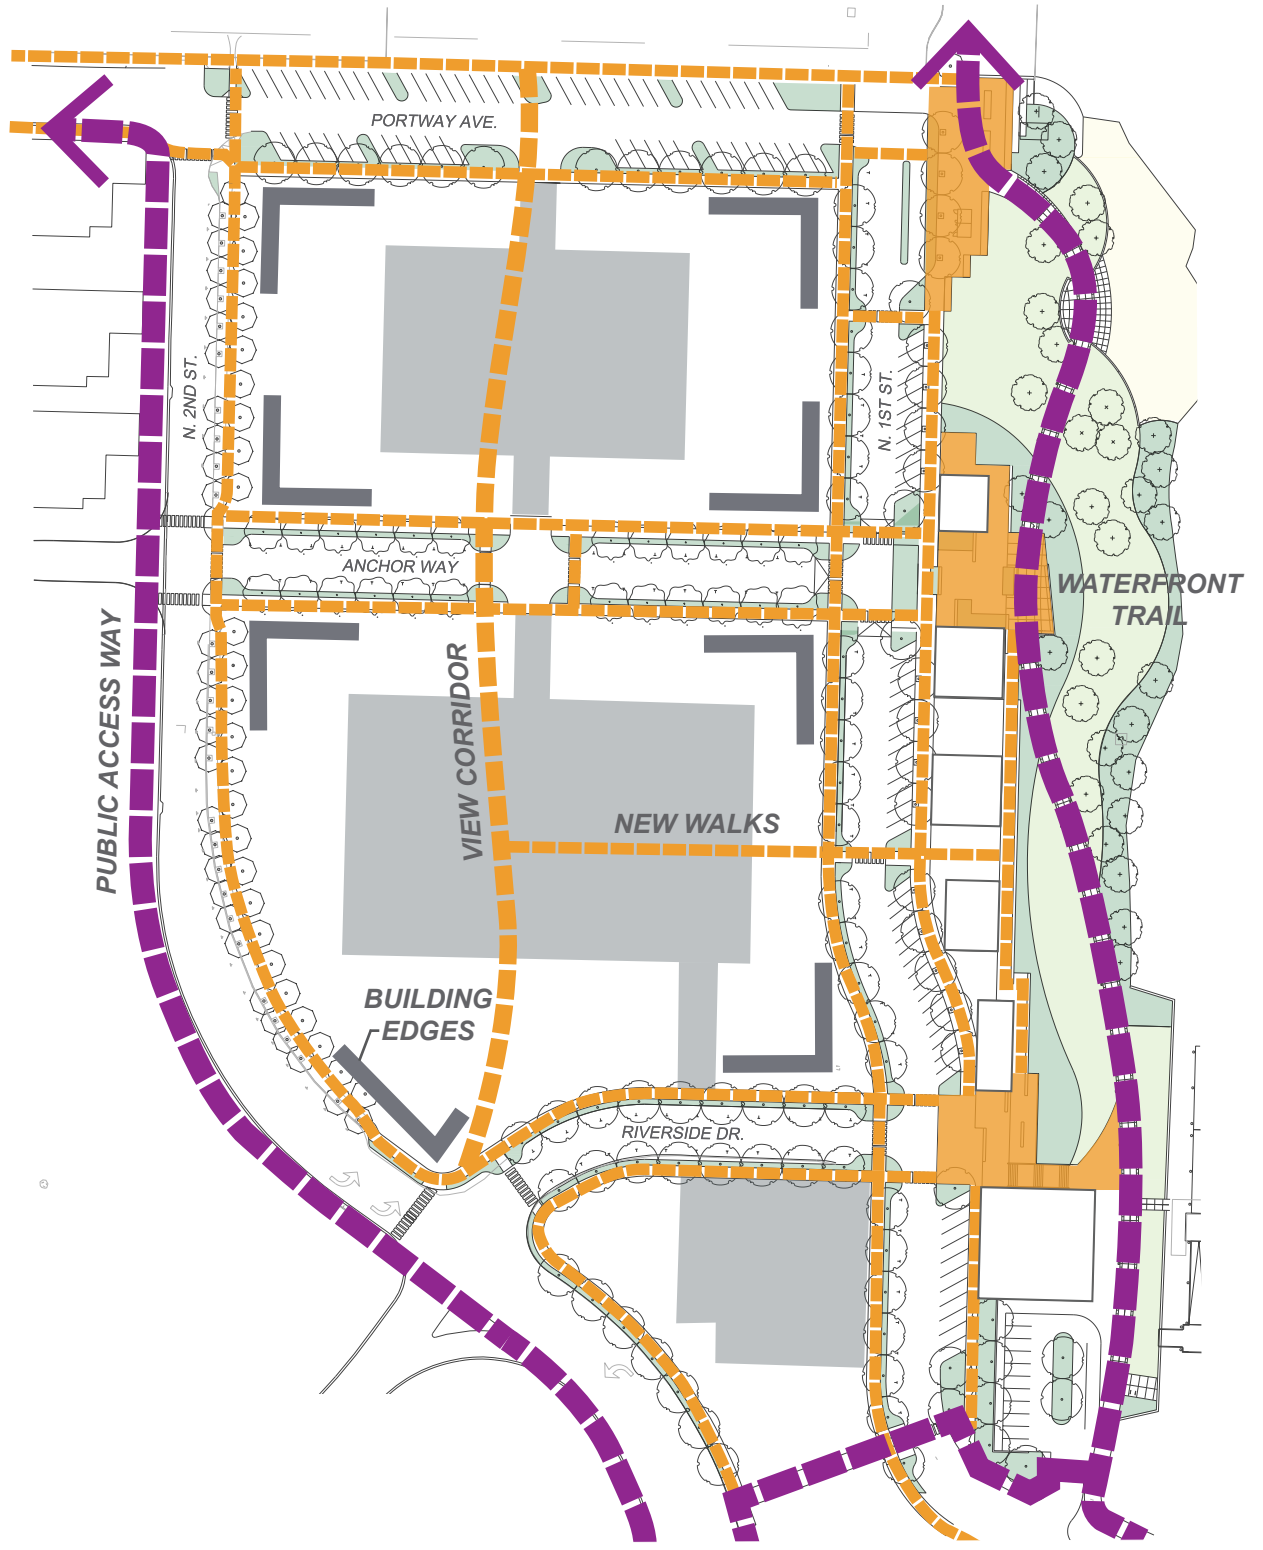 PORTWAY AVE.
N. 2ND ST.
N. 1ST ST.
ANCHOR WAY
WATERFRONT
TRAIL
PUBLIC ACCESS WAY
VIEW CORRIDOR
NEW WALKS
BUILDING
EDGES
RIVERSIDE DR.